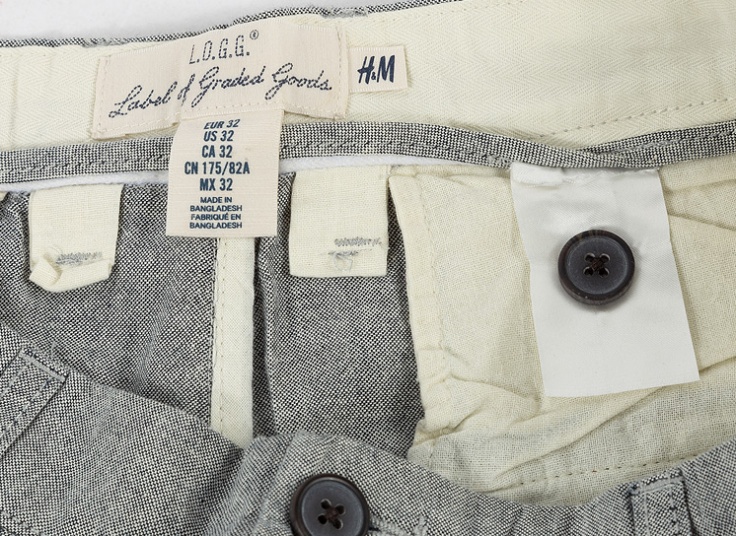 L.O.G.G.®
Label of Graded Goods
H&M
EUR 32
US 32
CA 32
CN 175/82A
MX 32
MADE IN
BANGLADESH
FABRIQUÉ EN
BANGLADESH